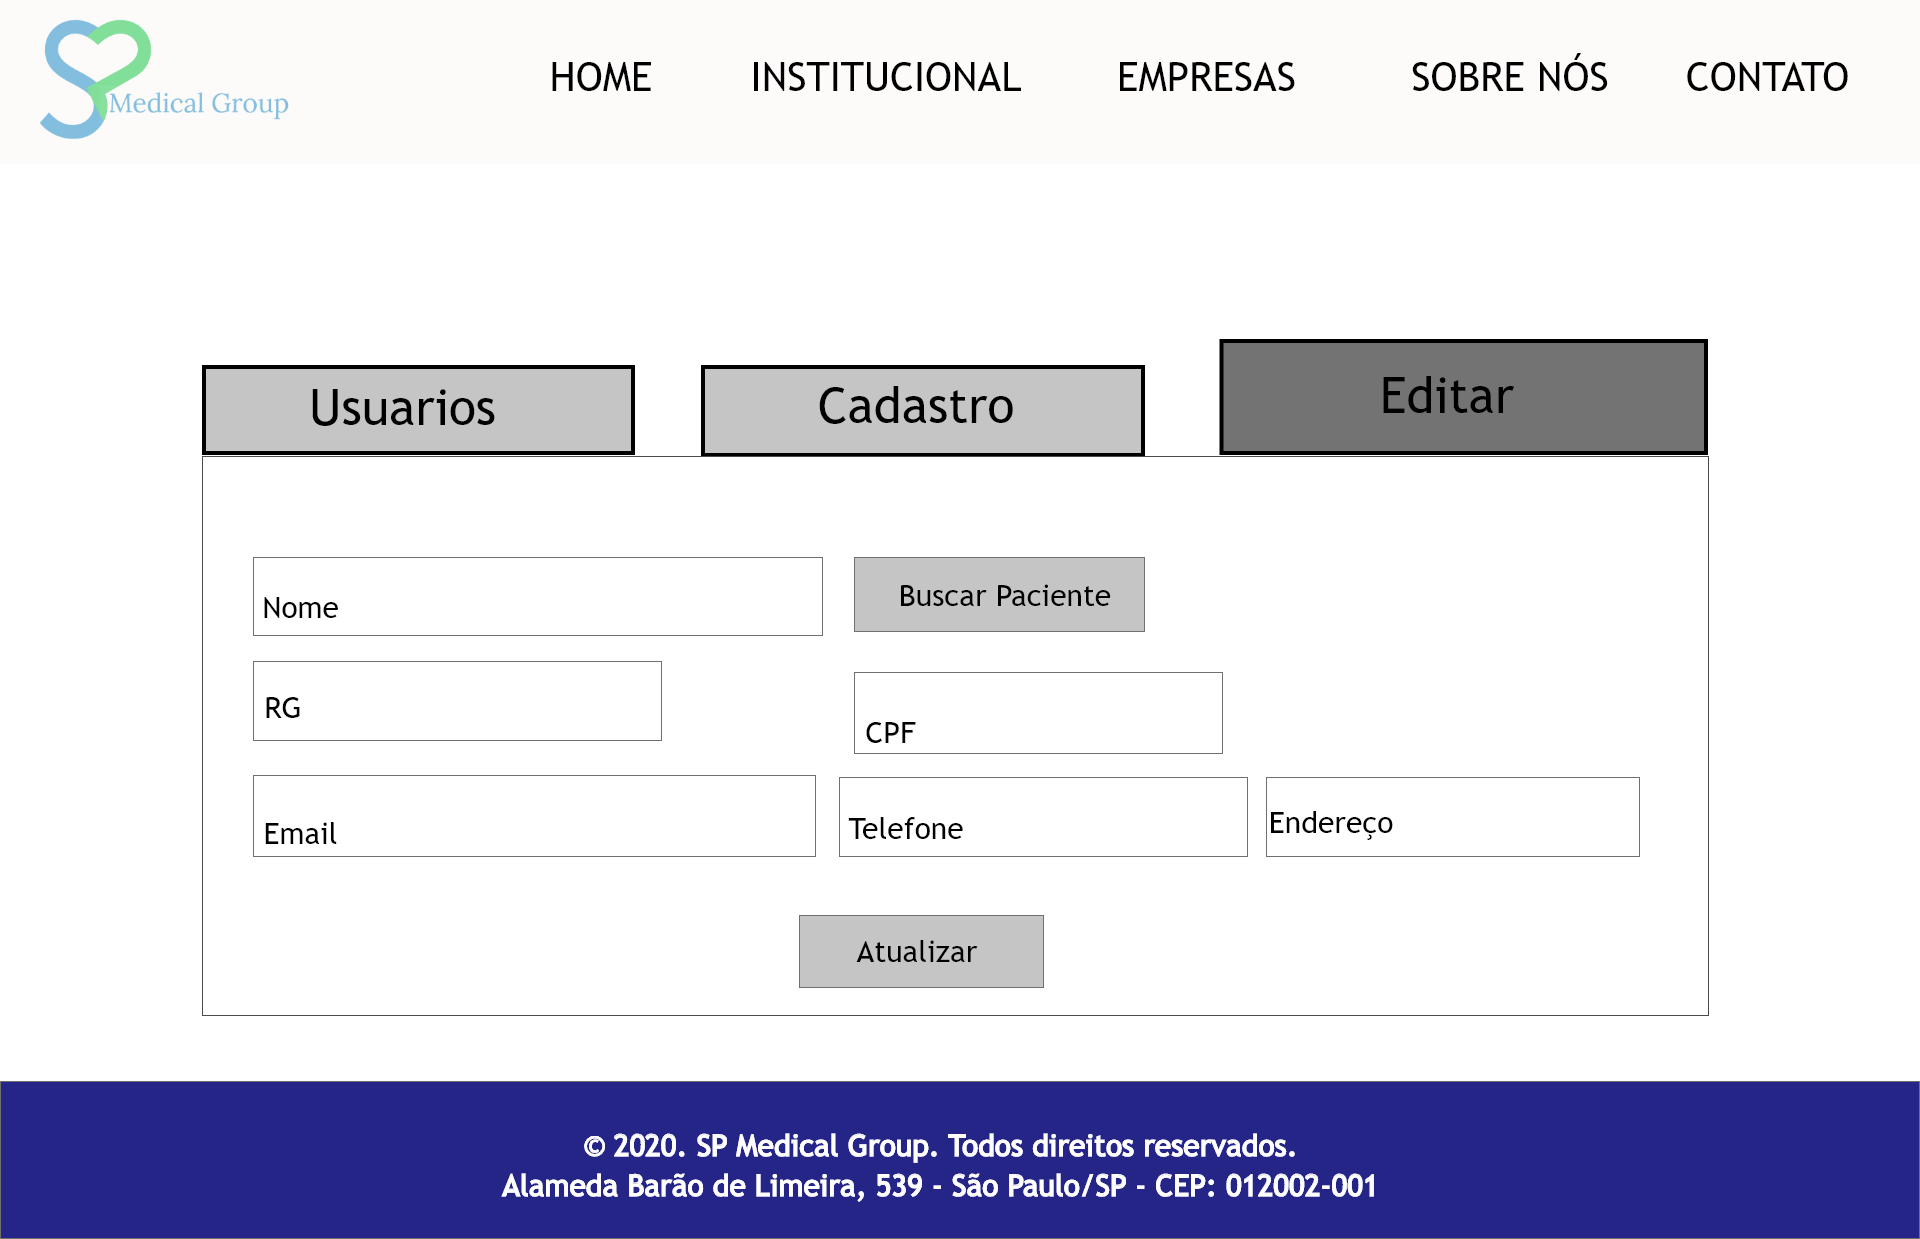 Medical Group
HOME INSTITUCIONAL EMPRESAS SOBRE NÓS CONTATO
Usuarios Cadastro Editar
Nome Buscar Paciente
RG CPF
Email Telefone Endereço
Atualizar
© 2020. SP Medical Group. Todos direitos reservados.
Alameda Barão de Limeira, 539 - São Paulo/SP - CEP: 012002-001